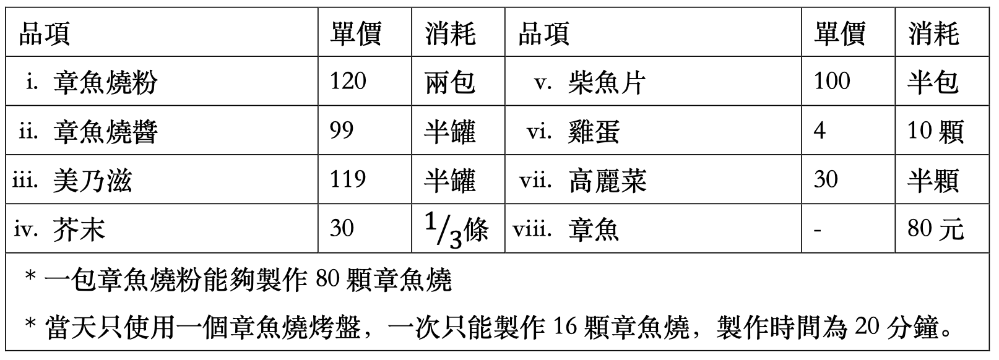 品項 單價 消耗 品項 單價 消耗
i. 章魚燒粉 120 兩包 v. 柴魚片 100 半包
ii. 章魚燒醬 99 半罐 vi. 雞蛋 4 10 顆
iii. 美乃滋 119 半罐 vii. 高麗菜 30 半顆
iv. 芥末 30 1/3條 viii. 章魚 - 80 元
* 一包章魚燒粉能夠製作 80 顆章魚燒
* 當天只使用一個章魚燒烤盤，一次只能製作 16 顆章魚燒，製作時間為 20 分鐘。